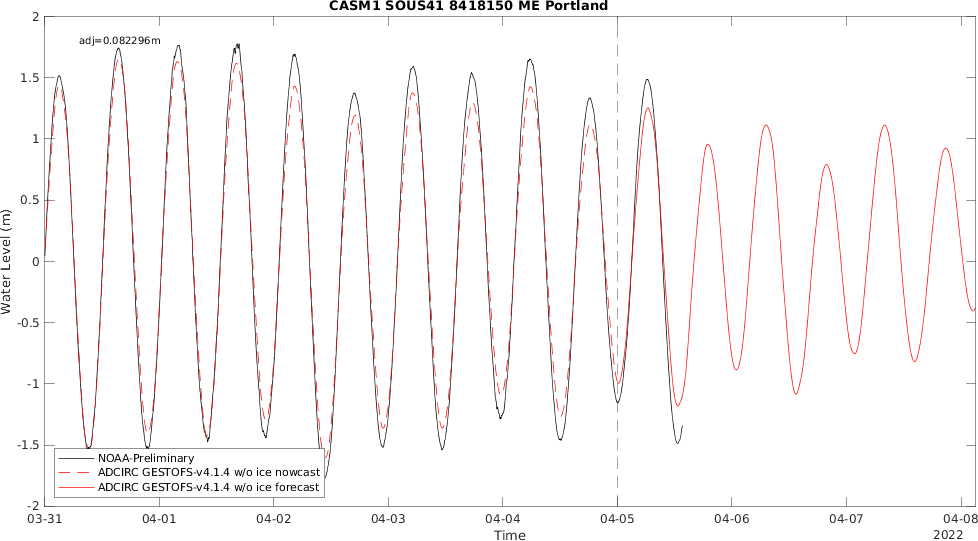 CASM1 SOUS41 8418150 ME Portland
adj=0.082296m
2
1.5
1
0.5
0
-0.5
-1
-1.5
-2
Water Level (m)
NOAA-Preliminary
ADCIRC GESTOFS-v4.1.4 w/o ice nowcast
ADCIRC GESTOFS-v4.1.4 w/o ice forecast
03-31 04-01 04-02 04-03 04-04 04-05 04-06 04-07 04-08
Time
2022